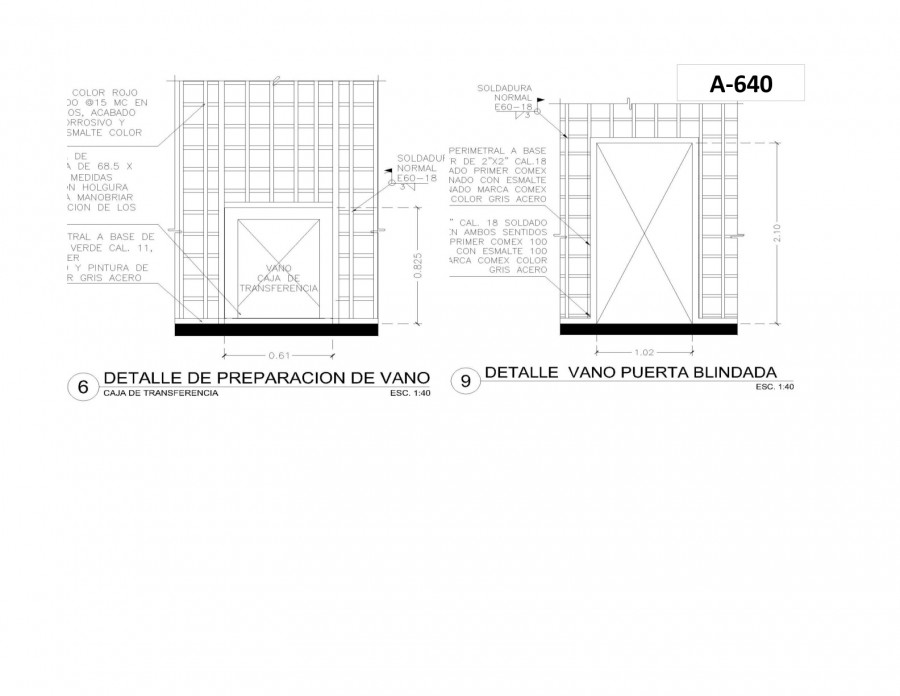 A-640
COLOR ROJO
DO @15 MC EN
OS, ACABADO
ORROSIVO Y
SMALTE COLOR
DE
A DE 68.5 X
MEDIDAS
ON HOLGURA
A MANOBRIAR
CION DE LOS
TRAL A BASE DE
VERDE CAL. 11,
ER
O Y PINTURA DE
R GRIS ACERO
SOLDADUR
NORMAL
E60-18
3
VANO
CAJA DE
TRANSFERENCIA
0.825
0.61
6
DETALLE DE PREPARACION DE VANO
CAJA DE TRANSFERENCIA
ESC. 1:40
SOLDADURA
NORMAL
E60-18
3
PERIMETRAL A BASE
R DE 2"X2" CAL.18
ADO PRIMER COMEX
NADO CON ESMALTE
NADO MARCA COMEX
COLOR GRIS ACERO
" CAL. 18 SOLDADO
EN AMBOS SENTIDOS
PRIMER COMEX 100
CON ESMALTE 100
ARCA COMEX COLOR
GRIS ACERO
2.10
1.02
9
DETALLE VANO PUERTA BLINDADA
ESC. 1:40